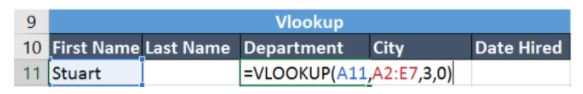 9 Vlookup
10 First Name Last Name Department City Date Hired
11 Stuart =VLOOKUP(A11,A2:E7,3,0)